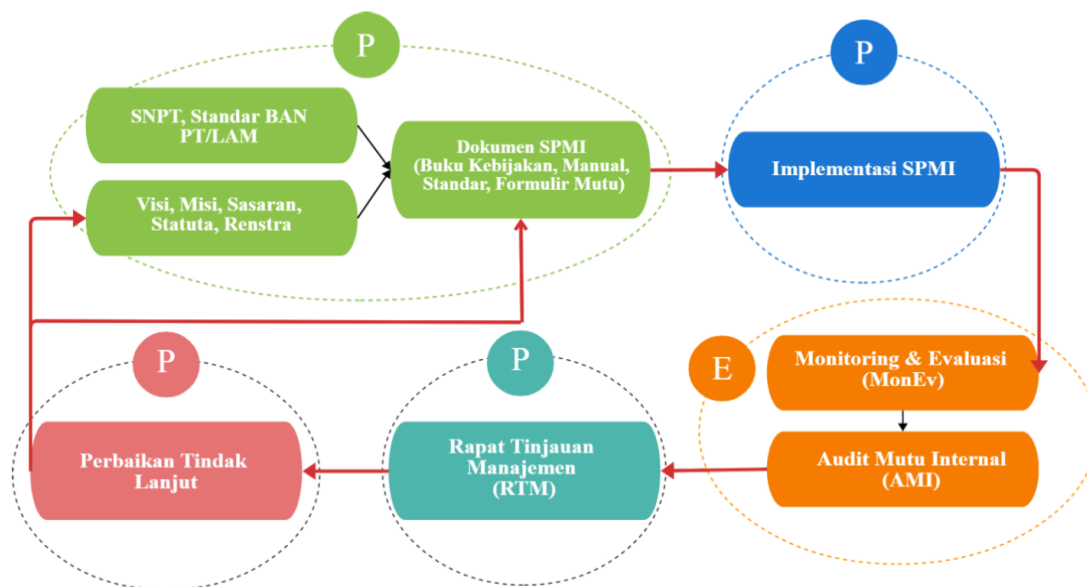 P
SNPT, Standar BAN
PT/LAM
Visi, Misi, Sasaran,
Statuta, Renstra
Dokumen SPMI
(Buku Kebijakan, Manual,
Standar, Formulir Mutu)
P
Implementasi SPMI
E
Monitoring & Evaluasi
(MonEv)
Audit Mutu Internal
(AMI)
P
Rapat Tinjauan
Manajemen
(RTM)
P
Perbaikan Tindak
Lanjut